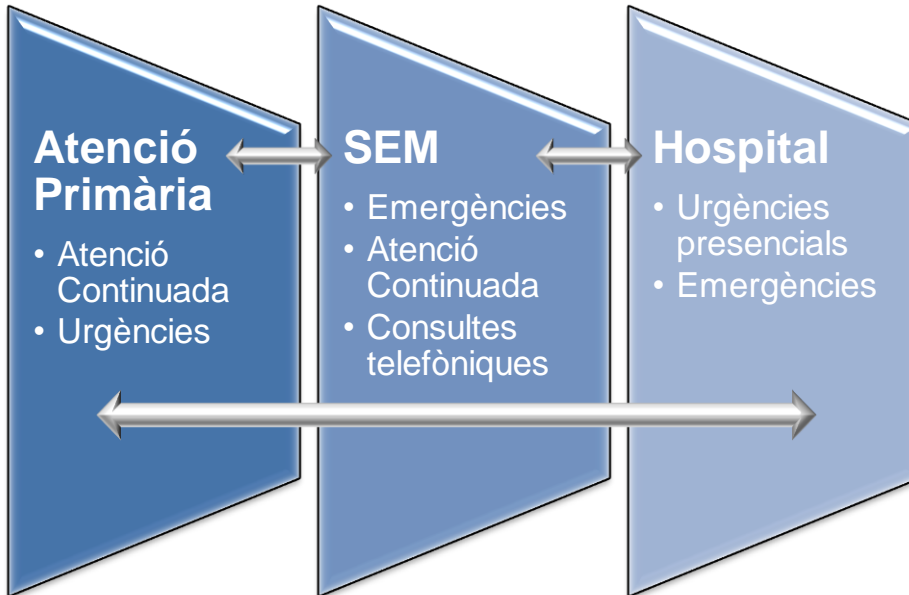 Atenció
Primària
• Atenció
Continuada
• Urgències
SEM
• Emergències
• Atenció
Continuada
• Consultes
telefòniques
Hospital
• Urgències
presencials
• Emergències